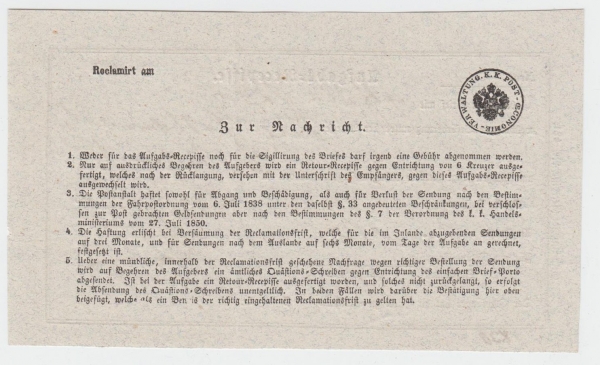 Reclamirt am
K. K. POST-OECONOMIE-VERWALTUNG.
Zur Nachricht.
1. Weder für das Aufgabs-Recepisse noch für die Sigillirung des Briefes darf irgend eine Gebühr abgenommen werden.
2. Nur auf ausdrückliches Begehren des Aufgebers wird ein Retour-Recepisse gegen Entrichtung von 6 Kreuzer ausge-
fertigt, welches nach der Rücklangung, versehen mit der Unterschrift des Empfängers, gegen dieses Aufgabs-Recepisse
ausgewechselt wird.
3. Die Postanstalt haftet sowohl für Abgang und Beschädigung, als auch für Verlust der Sendung nach den Bestim-
mungen der Fahrpostordnung vom 6. Juli 1838 unter den daselbst §. 33 angedeuteten Beschränkungen, bei verschlos-
sen zur Post gebrachten Geldsendungen aber nach den Bestimmungen des §. 7 der Verordnung des k. k. Handels-
ministeriums vom 27. Juli 1850.
4. Die Haftung erlischt bei Versäumung der Reclamationsfrist, welche für die im Inlande abzugebenden Sendungen
auf drei Monate, und für Sendungen nach dem Auslande auf sechs Monate, vom Tage der Aufgabe an gerechnet,
festgesetzt ist.
5. Ueber eine mündliche, innerhalb der Reclamationsfrist geschehene Nachfrage wegen richtiger Bestellung der Sendung
wird auf Begehren des Aufgebers ein ämtliches Quästions-Schreiben gegen Entrichtung des einfachen Brief-Porto
abgesendet. Ist bei der Aufgabe ein Retour-Recepisse ausgefertigt worden, und solches nicht zurückgelangt, so erfolgt
die Absendung des Quästions-Schreibens unentgeltlich. In beiden Fällen wird darüber die Bestätigung hier oben
beigefügt, welche als ein Beweis der richtig eingehaltenen Reclamationsfrist zu gelten hat.